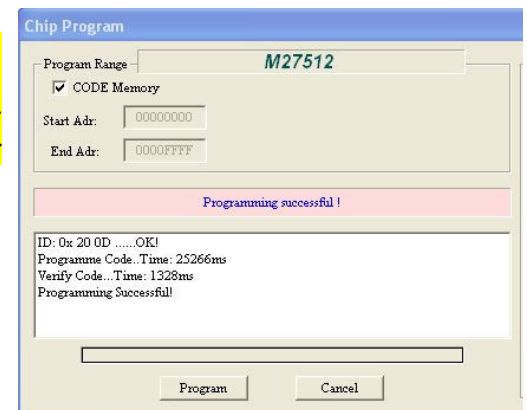 Chip Program
Program Range
M27512
CODE Memory
Start Adr: 00000000
End Adr: 0000FFFF
Programming successful !
ID: 0x 20 0D ......OK!
Programme Code..Time: 25266ms
Verify Code...Time: 1328ms
Programming Successful!
Program Cancel